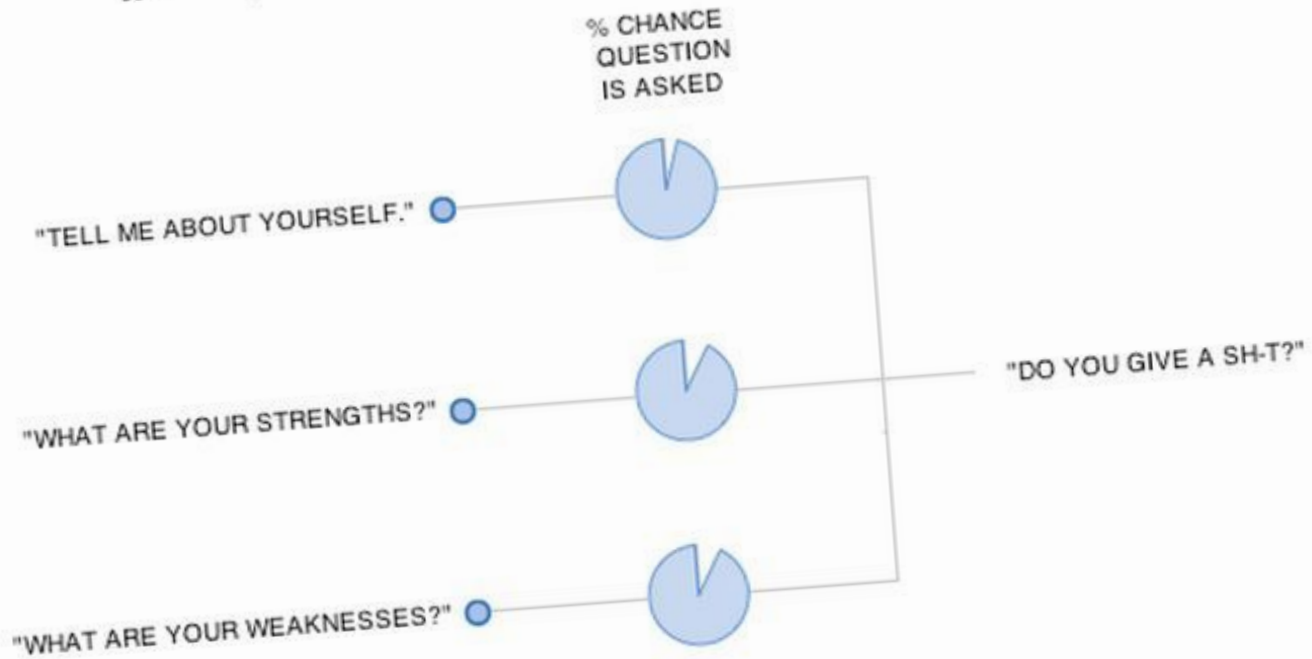 % CHANCE
QUESTION
IS ASKED
"TELL ME ABOUT YOURSELF."
"WHAT ARE YOUR STRENGTHS?"
"DO YOU GIVE A SH-T?"
"WHAT ARE YOUR WEAKNESSES?"